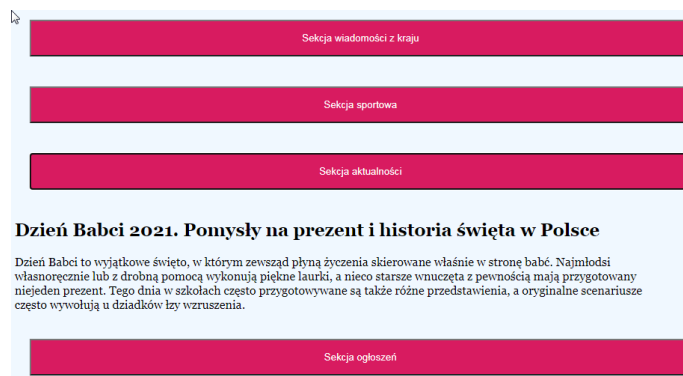 Sekcja wiadomości z kraju
Sekcja sportowa
Sekcja aktualności
Dzień Babci 2021. Pomysły na prezent i historia święta w Polsce
Dzień Babci to wyjątkowe święto, w którym zewsząd płyną życzenia skierowane właśnie w stronę babć. Najmłodsi
własnoręcznie lub z drobną pomocą wykonują piękne laurki, a nieco starsze wnuczęta z pewnością mają przygotowany
niejeden prezent. Tego dnia w szkołach często przygotowywane są także różne przedstawienia, a oryginalne scenariusze
często wywołują u dziadków łzy wzruszenia.
Sekcja ogłoszeń